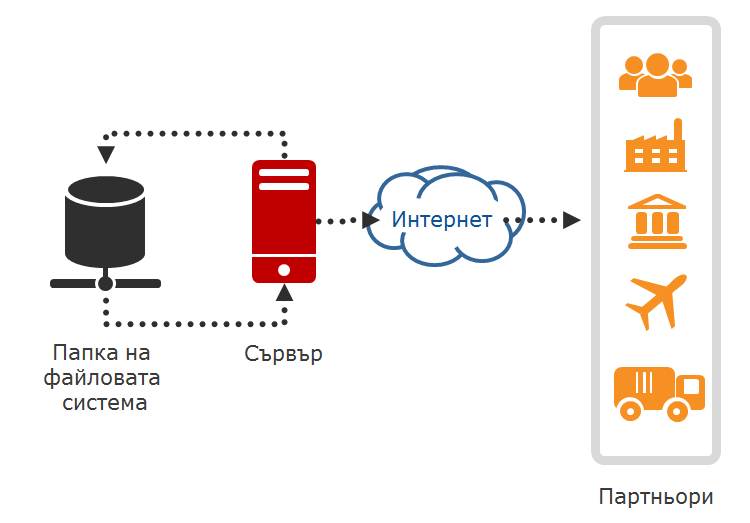 Интернет
Папка на
файловата
система
Сървър
Партньори